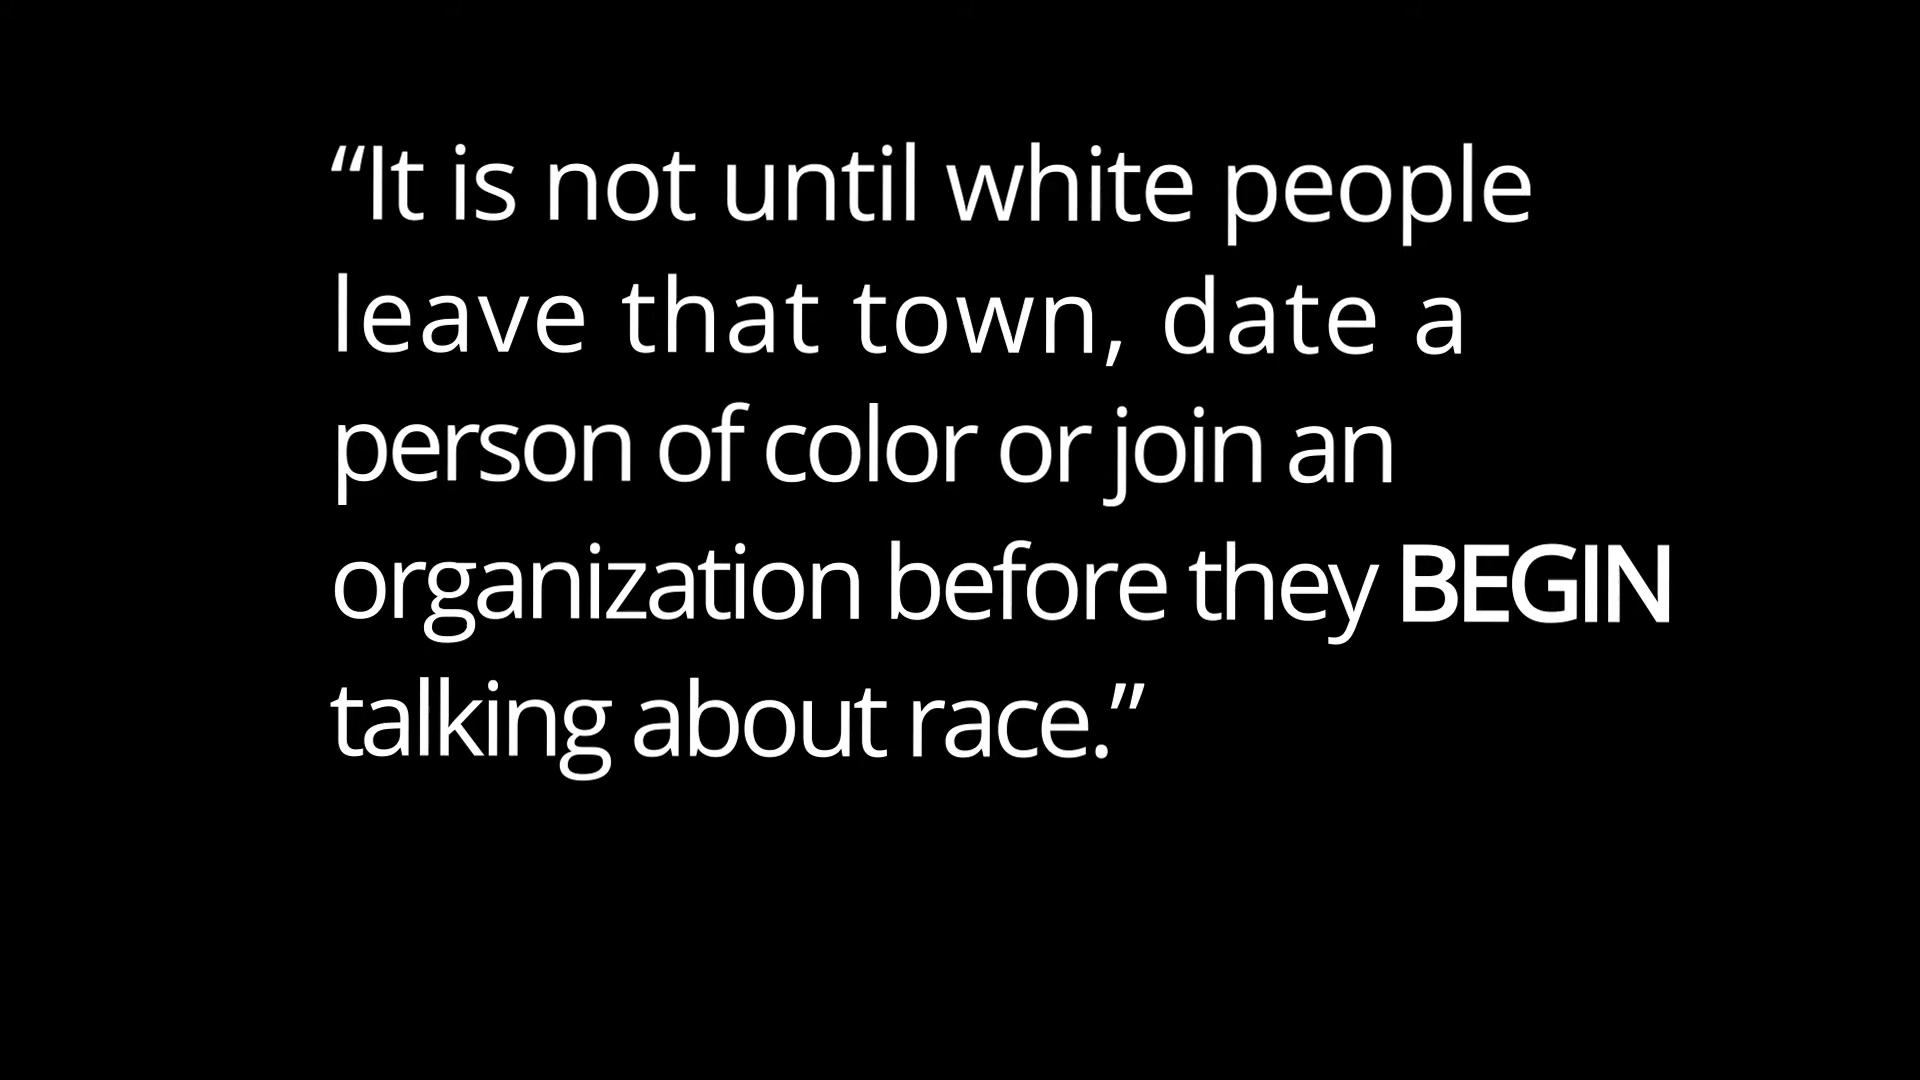 “It is not until white people
leave that town, date a
person of color or join an
organization before they BEGIN
talking about race.”